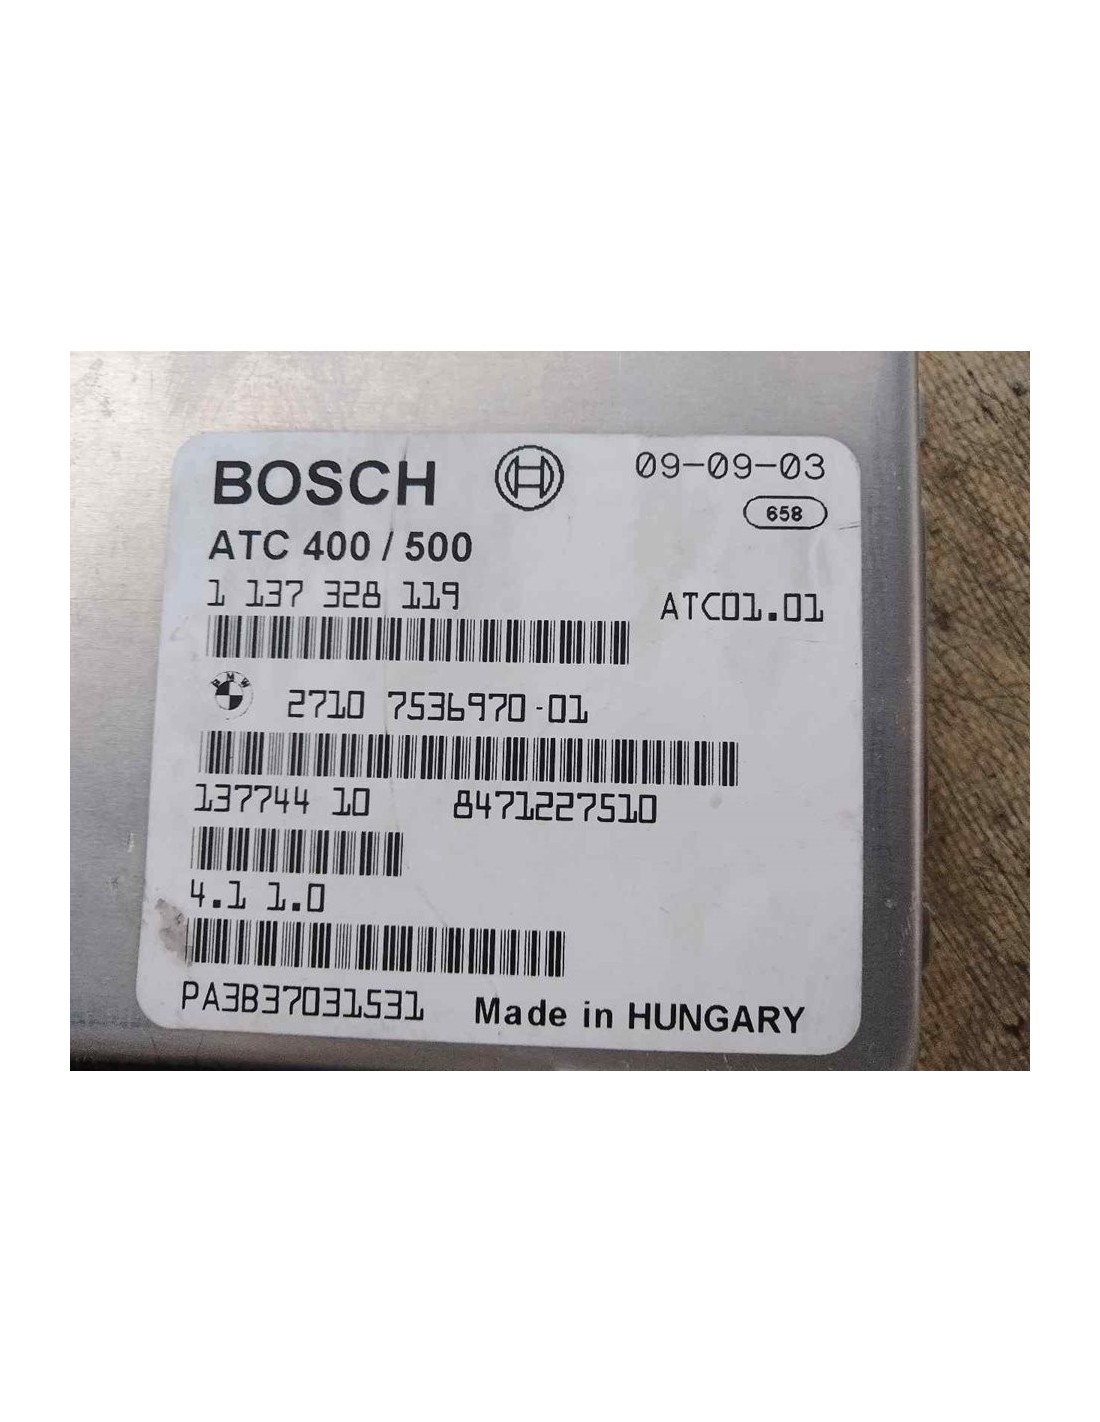 BOSCH
09-09-03
658
ATC 400 / 500
1 137 328 119
ATC01.01
BMW
2710 7536970-01
137744 10 8471227510
4.1 1.0
PA3B37031531 Made in HUNGARY